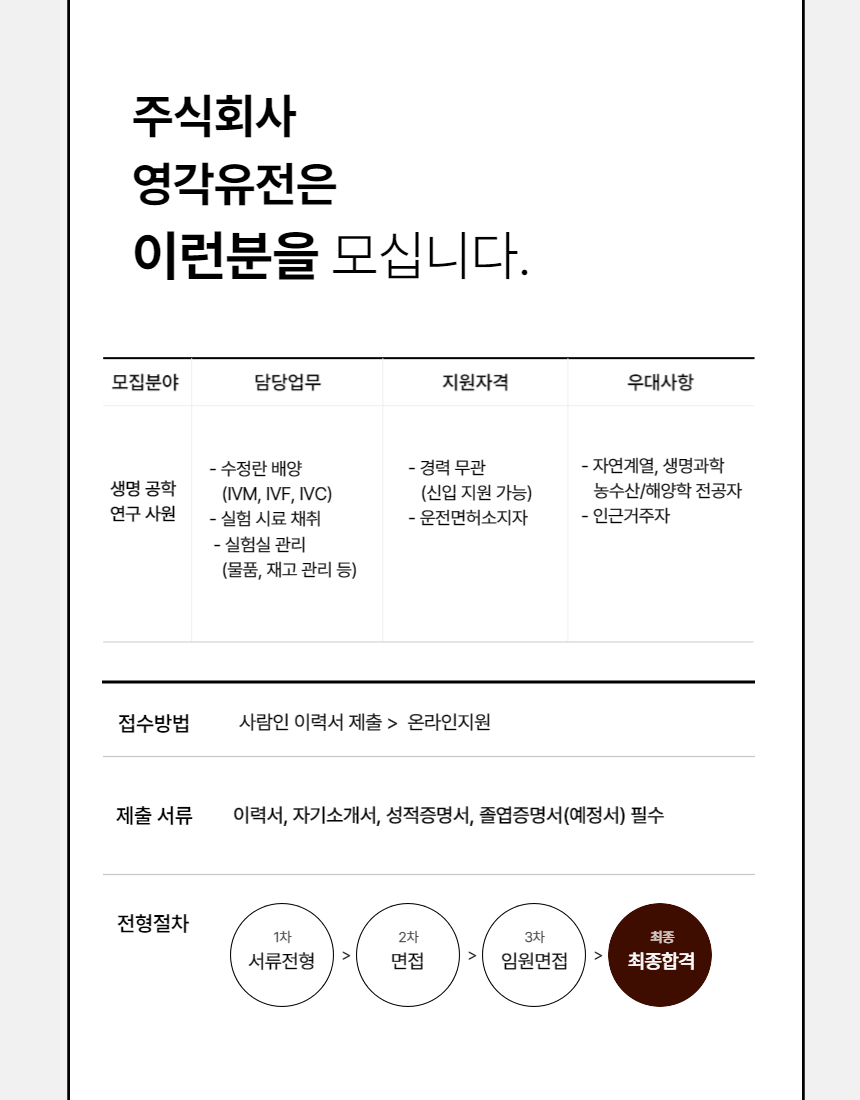 주식회사
영각유전은
이런분을 모십니다.
모집분야 담당업무 지원자격 우대사항
생명 공학
연구 사원
- 수정란 배양
(IVM, IVF, IVC)
- 실험 시료 채취
- 실험실 관리
(물품, 재고 관리 등)
- 경력 무관
(신입 지원 가능)
- 운전면허소지자
- 자연계열, 생명과학
농수산/해양학 전공자
- 인근거주자
접수방법 사람인 이력서 제출 > 온라인지원
제출 서류 이력서, 자기소개서, 성적증명서, 졸엽증명서(예정서) 필수
전형절차
1차
서류전형
>
2차
면접
>
3차
임원면접
>
최종
최종합격